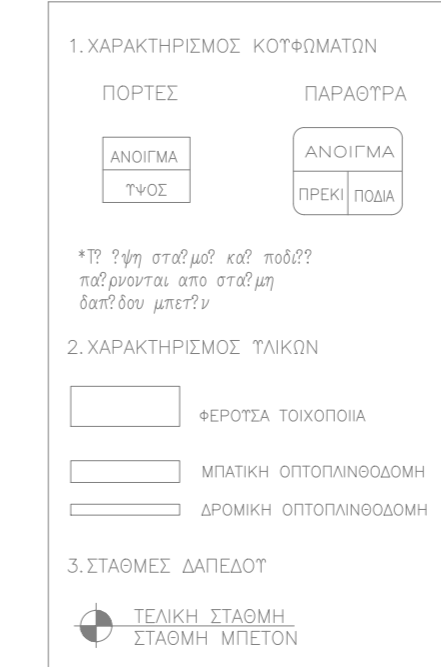 1. ΧΑΡΑΚΤΗΡΙΣΜΟΣ ΚΟΥΦΩΜΑΤΩΝ
ΠΟΡΤΕΣ ΠΑΡΑΘΥΡΑ
ΑΝΟΙΓΜΑ
ΥΨΟΣ
ΑΝΟΙΓΜΑ
ΠΡΕΚΙ ΠΟΔΙΑ
*Τ? ?ψη στα?μο? κα? ποδι??
πα?ρνονται απο στα?μη
δαπ?δου μπετ?ν
2. ΧΑΡΑΚΤΗΡΙΣΜΟΣ ΥΛΙΚΩΝ
ΦΕΡΟΥΣΑ ΤΟΙΧΟΠΟΙΙΑ
ΜΠΑΤΙΚΗ ΟΠΤΟΠΛΙΝΘΟΔΟΜΗ
ΔΡΟΜΙΚΗ ΟΠΤΟΠΛΙΝΘΟΔΟΜΗ
3. ΣΤΑΘΜΕΣ ΔΑΠΕΔΟΥ
ΤΕΛΙΚΗ ΣΤΑΘΜΗ
ΣΤΑΘΜΗ ΜΠΕΤΟΝ